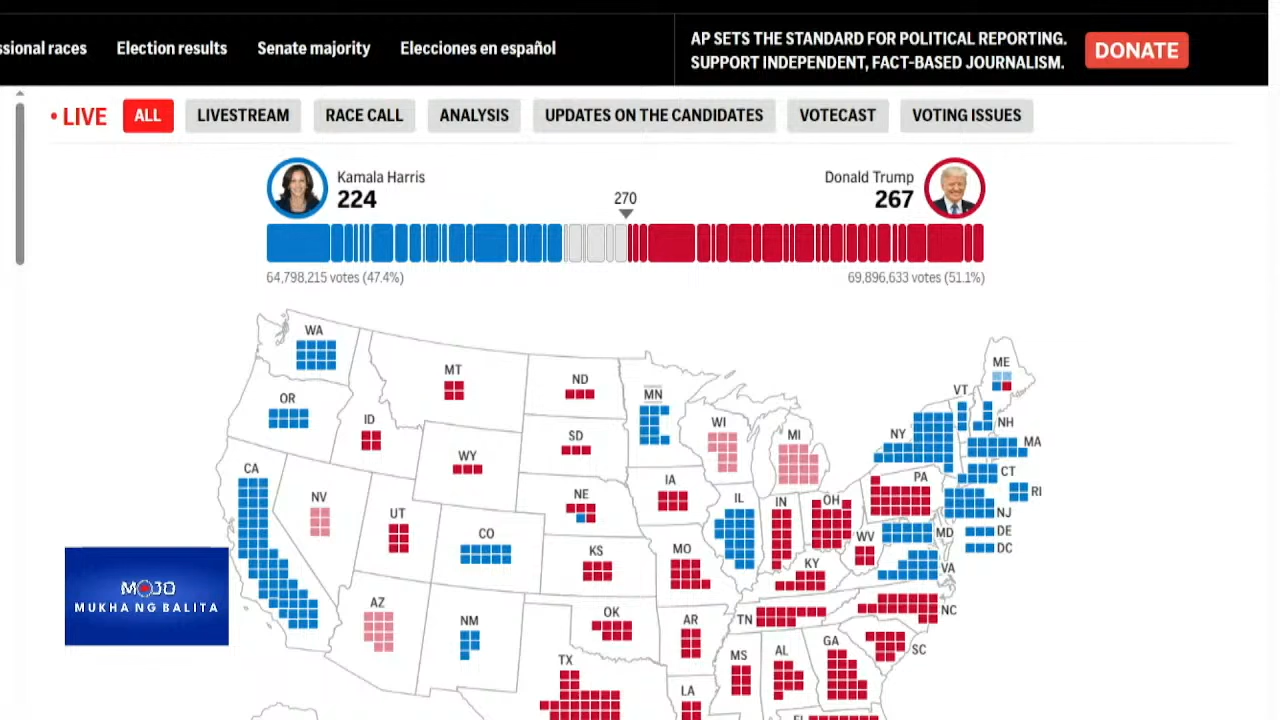 ssional races
Election results
Senate majority
Elecciones en español
AP SETS THE STANDARD FOR POLITICAL REPORTING.
SUPPORT INDEPENDENT, FACT-BASED JOURNALISM.
DONATE
• LIVE
ALL
LIVESTREAM
RACE CALL
ANALYSIS
UPDATES ON THE CANDIDATES
VOTECAST
VOTING ISSUES
Kamala Harris
224
270
Donald Trump
267
64,798,215 votes (47.4%)
69,896,633 votes (51.1%)
WA
MT
ND
MN
ME
VT
OR
ID
SD
WI
MI
NY
NH
MA
WY
CT
CA
NV
UT
NE
IA
IL
IN
OH
PA
RI
NJ
CO
KS
MO
KY
WV
MD
DE
DC
VA
AZ
NM
OK
AR
TN
NC
TX
MS
AL
GA
SC
LA
FL
MOJO
MUKHA NG BALITA